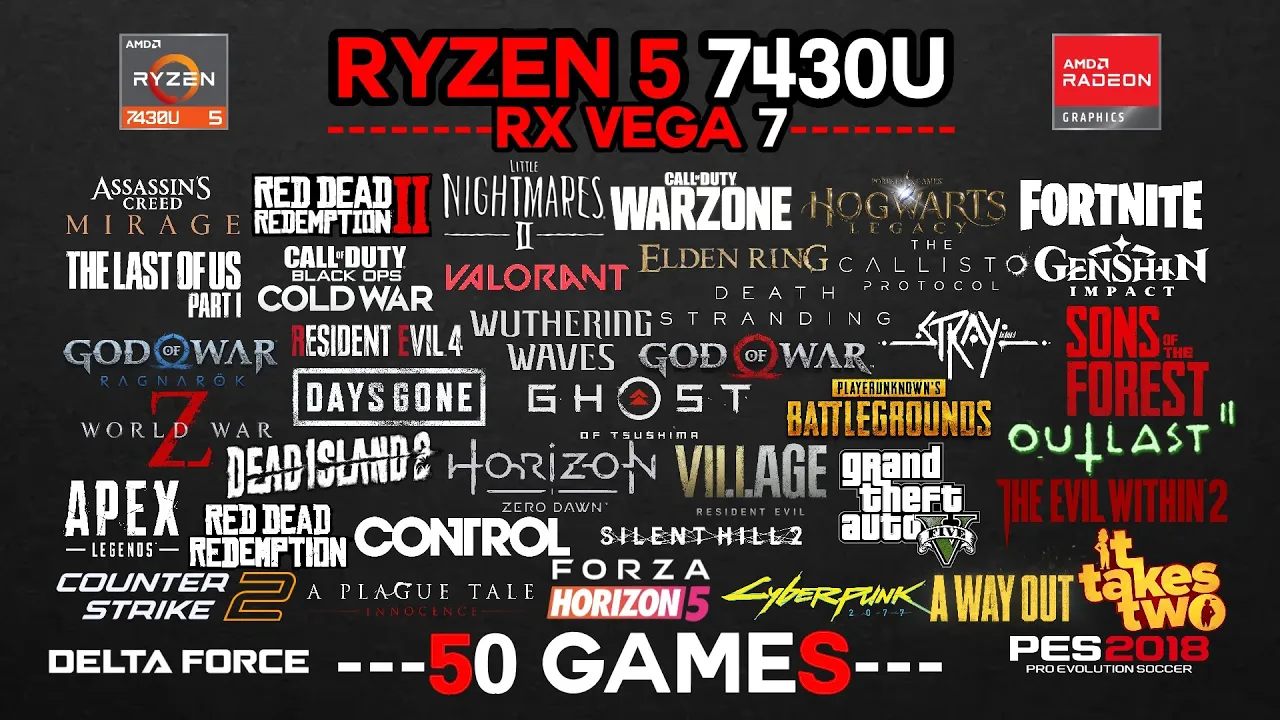 AMD
RYZEN
7430U 5
RYZEN 5 7430U
RX VEGA 7
AMD
RADEON
GRAPHICS
ASSASSIN'S
CREED
MIRAGE
RED DEAD
REDEMPTION II
LITTLE
NIGHTMARES
II
CALL OF DUTY
WARZONE
HOGWARTS
LEGACY
FORTNITE
THE LAST OF US
PART I
CALL OF DUTY
BLACK OPS
COLD WAR
VALORANT
ELDEN RING
THE
CALLISTO
PROTOCOL
GENSHIN
IMPACT
DEATH
STRANDING
GOD OF WAR
RAGNARÖK
RESIDENT EVIL 4
WUTHERING
WAVES
GOD OF WAR
STRAY
SONS
OF THE
FOREST
DAYS GONE
GHOST
OF TSUSHIMA
PLAYERUNKNOWN'S
BATTLEGROUNDS
OUTLAST II
WORLD WAR
Z
DEAD ISLAND 2
HORIZON
ZERO DAWN
VILLAGE
RESIDENT EVIL
grand
theft
auto
FIVE
THE EVIL WITHIN 2
APEX
LEGENDS
RED DEAD
REDEMPTION
CONTROL
SILENT HILL 2
it
takes
two
COUNTER
STRIKE 2
A PLAGUE TALE
INNOCENCE
FORZA
HORIZON 5
CYBERPUNK
2077
A WAY OUT
DELTA FORCE
---50 GAMES---
PES 2018
PRO EVOLUTION SOCCER